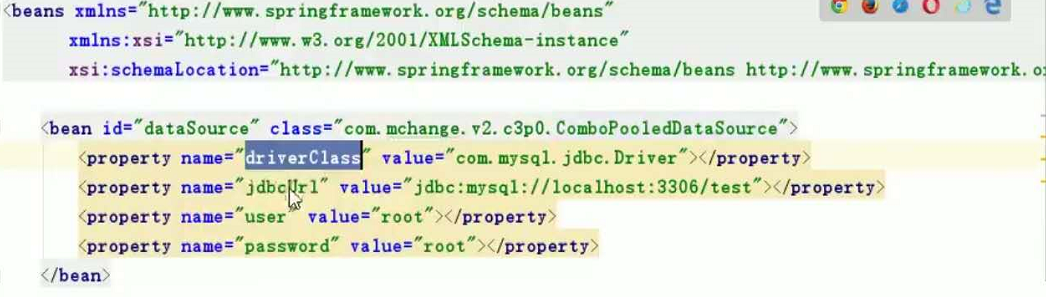 <beans xmlns="http://www.springframework.org/schema/beans"
xmlns:xsi="http://www.w3.org/2001/XMLSchema-instance"
xsi:schemaLocation="http://www.springframework.org/schema/beans http://www.springframework.o
<bean id="dataSource" class="com.mchange.v2.c3p0.ComboPooledDataSource">
<property name="driverClass" value="com.mysql.jdbc.Driver"></property>
<property name="jdbcUrl" value="jdbc:mysql://localhost:3306/test"></property>
<property name="user" value="root"></property>
<property name="password" value="root"></property>
</bean>